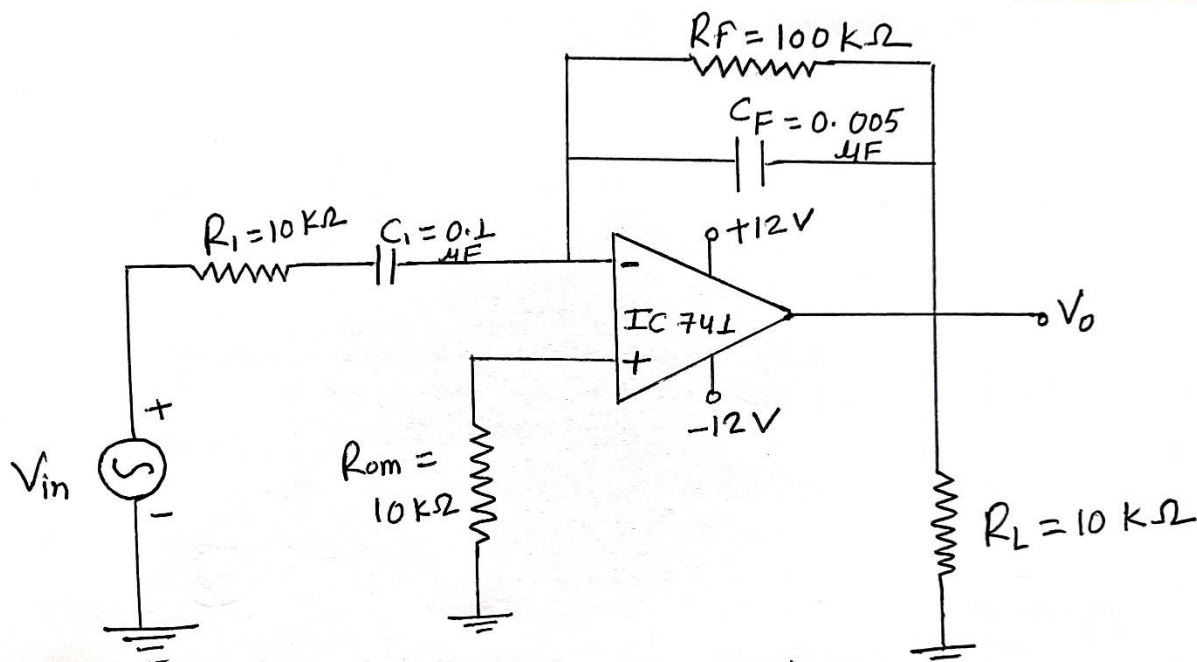 RF = 100 KΩ
CF = 0.005
μF
R1 = 10 KΩ
C1 = 0.1
μF
+12V
-
IC 741
+
-12V
Vo
+
Vin
-
Rom =
10 KΩ
RL = 10 KΩ